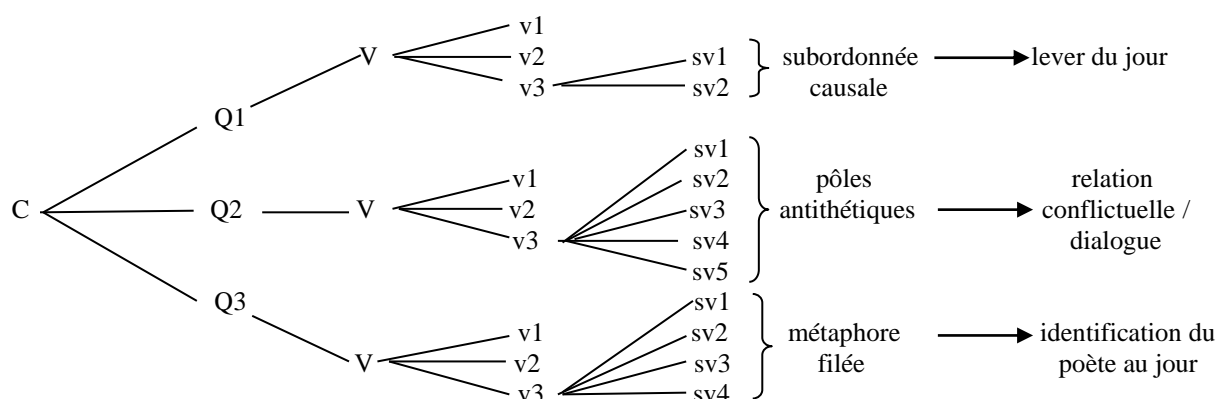 C
Q1
V
v1
v2
v3
sv1
sv2
subordonnée
causale
lever du jour
Q2
V
v1
v2
v3
sv1
sv2
sv3
sv4
sv5
pôles
antithétiques
relation
conflictuelle /
dialogue
Q3
V
v1
v2
v3
sv1
sv2
sv3
sv4
métaphore
filée
identification du
poète au jour